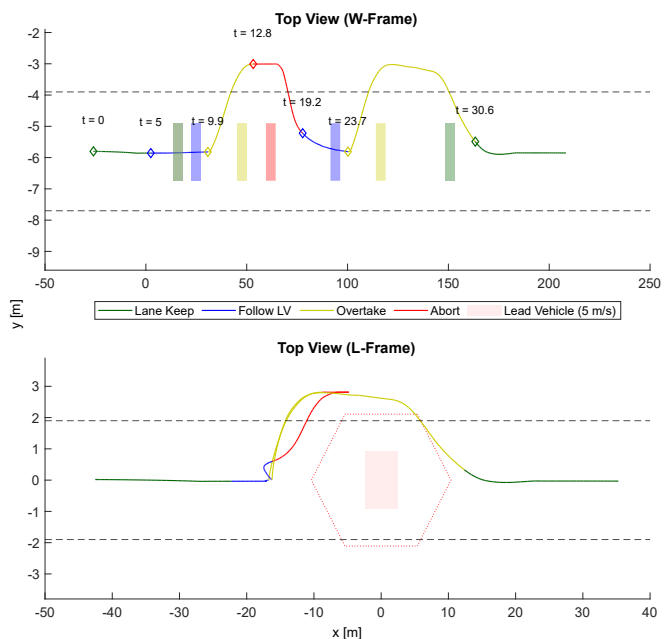 Top View (W-Frame)
-2
-3
-4
-5
-6
-7
-8
-9
t = 12.8
t = 19.2
t = 0
t = 5
t = 9.9
t = 23.7
t = 30.6
-50
0
50
100
150
200
250
y [m]
Lane Keep
Follow LV
Overtake
Abort
Lead Vehicle (5 m/s)
Top View (L-Frame)
3
2
1
0
-1
-2
-3
-50
-40
-30
-20
-10
0
10
20
30
40
x [m]